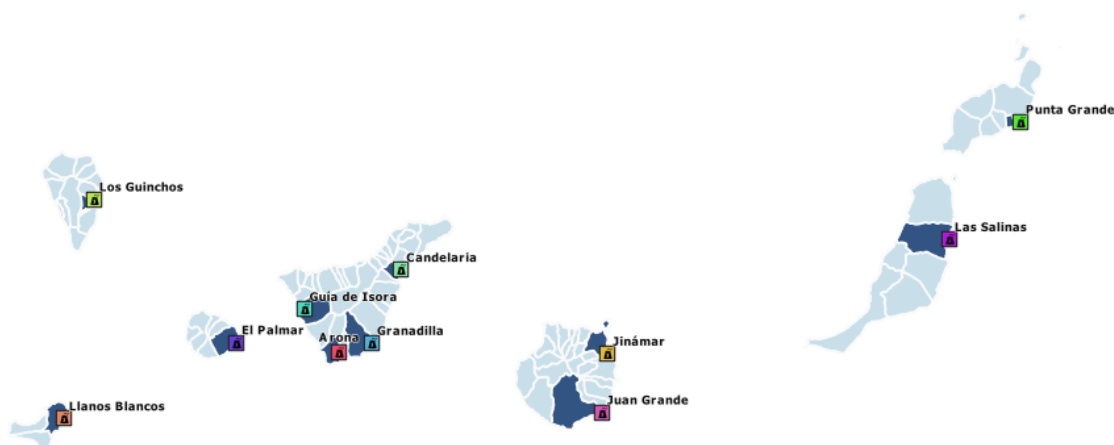 Punta Grande
Los Guinchos
Las Salinas
Candelaria
Guia de Isora
El Palmar
Arona
Granadilla
Jinámar
Llanos Blancos
Juan Grande